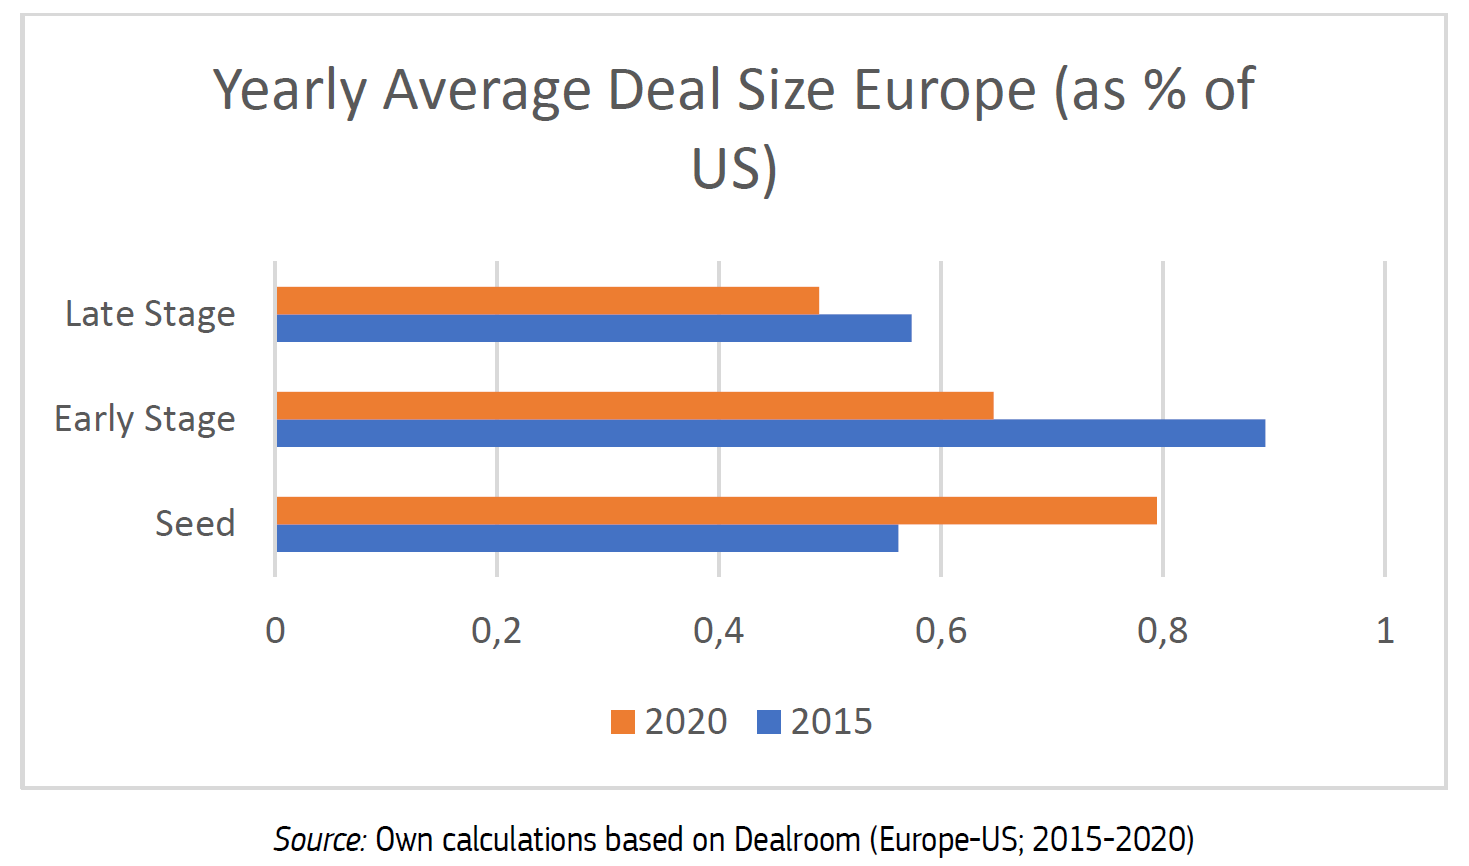 Yearly Average Deal Size Europe (as % of
US)
Late Stage
Early Stage
Seed
0 0,2 0,4 0,6 0,8 1
2020 2015
Source: Own calculations based on Dealroom (Europe-US; 2015-2020)